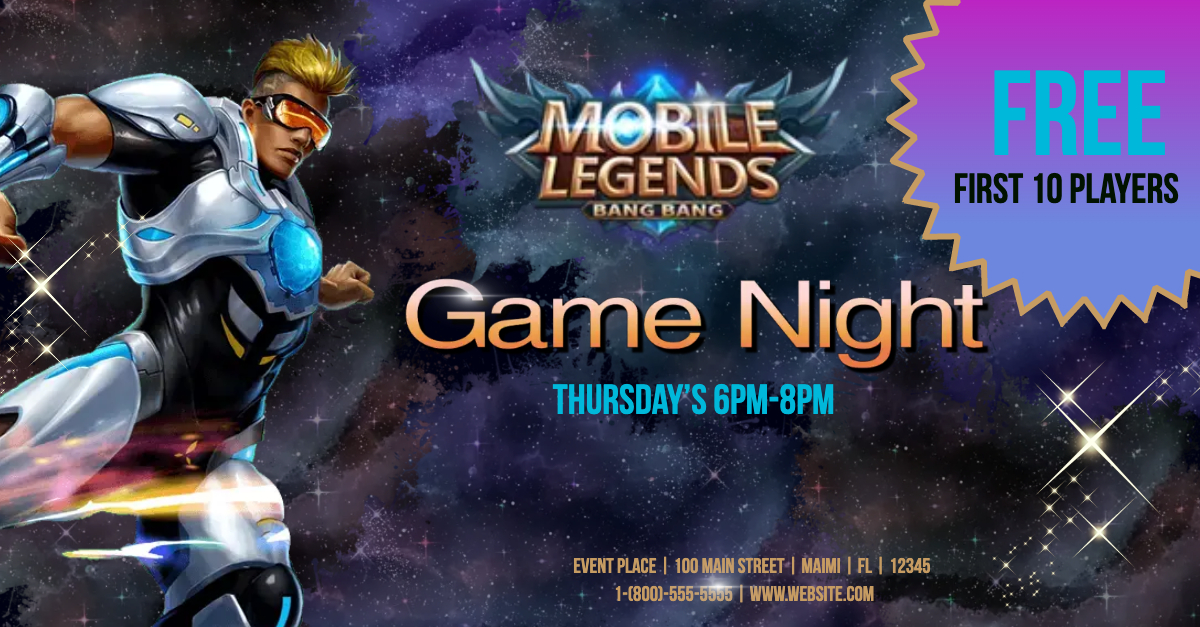 MOBILE
LEGENDS
BANG BANG
FREE
FIRST 10 PLAYERS
Game Night
THURSDAY'S 6PM-8PM
EVENT PLACE | 100 MAIN STREET | MAIMI | FL | 12345
1-(800)-555-5555 | WWW.WEBSITE.COM